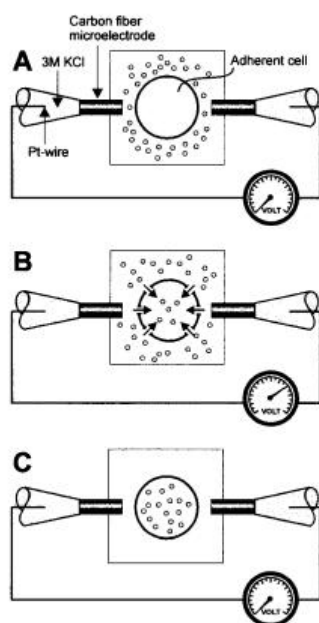 Carbon fiber
microelectrode
A
3M KCl
Adherent cell
Pt-wire
VOLT
B
VOLT
C
VOLT